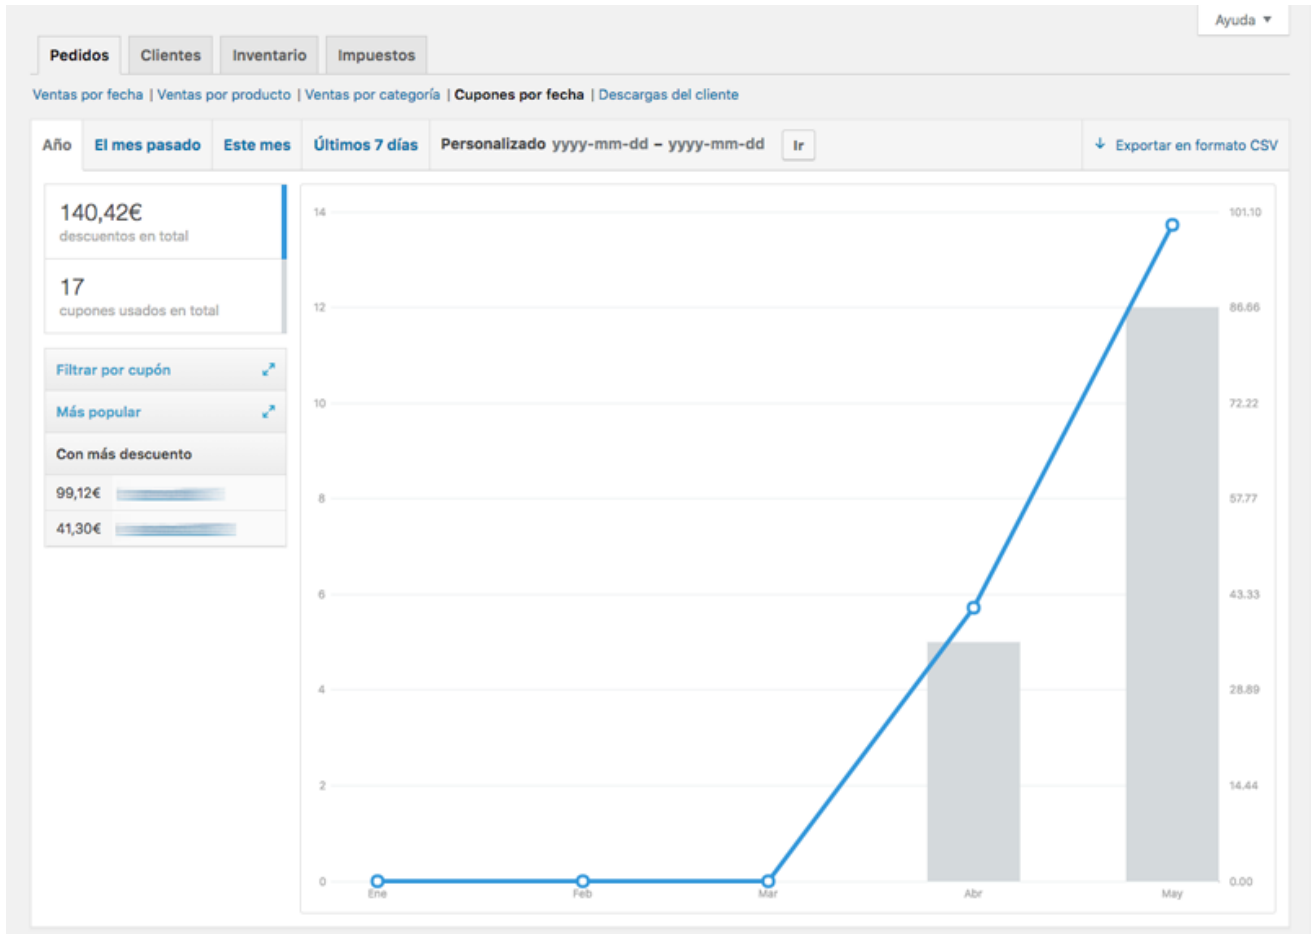 Ayuda ▼
Pedidos Clientes Inventario Impuestos
Ventas por fecha | Ventas por producto | Ventas por categoría | Cupones por fecha | Descargas del cliente
Año El mes pasado Este mes Últimos 7 días Personalizado yyyy-mm-dd – yyyy-mm-dd Ir Exportar en formato CSV
140,42€
descuentos en total
17
cupones usados en total
Filtrar por cupón
Más popular
Con más descuento
99,12€
41,30€
14 101.10
12 86.66
10 72.22
8 57.77
6 43.33
4 28.89
2 14.44
0 0.00
Ene Feb Mar Abr May